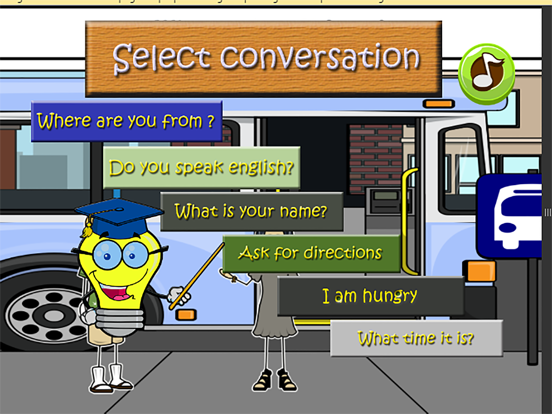 Select conversation
Where are you from ?
Do you speak english?
What is your name?
Ask for directions
I am hungry
What time it is?